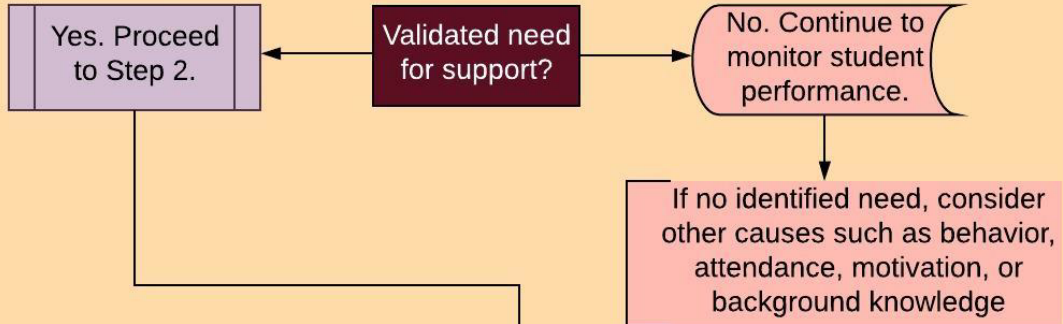 Yes. Proceed
to Step 2.
Validated need
for support?
No. Continue to
monitor student
performance.
If no identified need, consider
other causes such as behavior,
attendance, motivation, or
background knowledge